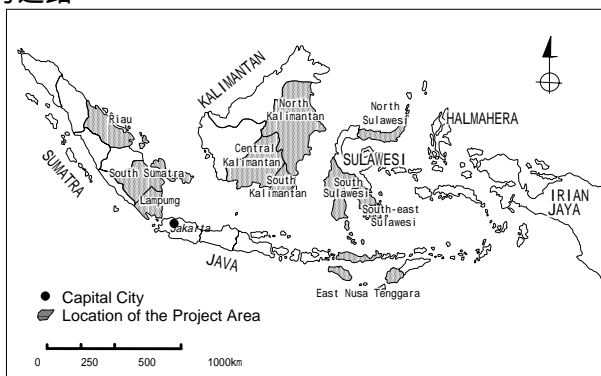 KALIMANTAN
North
Kalimantan
North
Sulawesi
HALMAHERA
Riau
Central
Kalimantan
SULAWESI
SUMATRA
South Sumatra
South
Kalimantan
South
Sulawesi
IRIAN
JAYA
Lampumg
South-east
Sulawesi
Jakarta
JAVA
East Nusa Tenggara
Capital City
Location of the Project Area
0 250 500 1000km